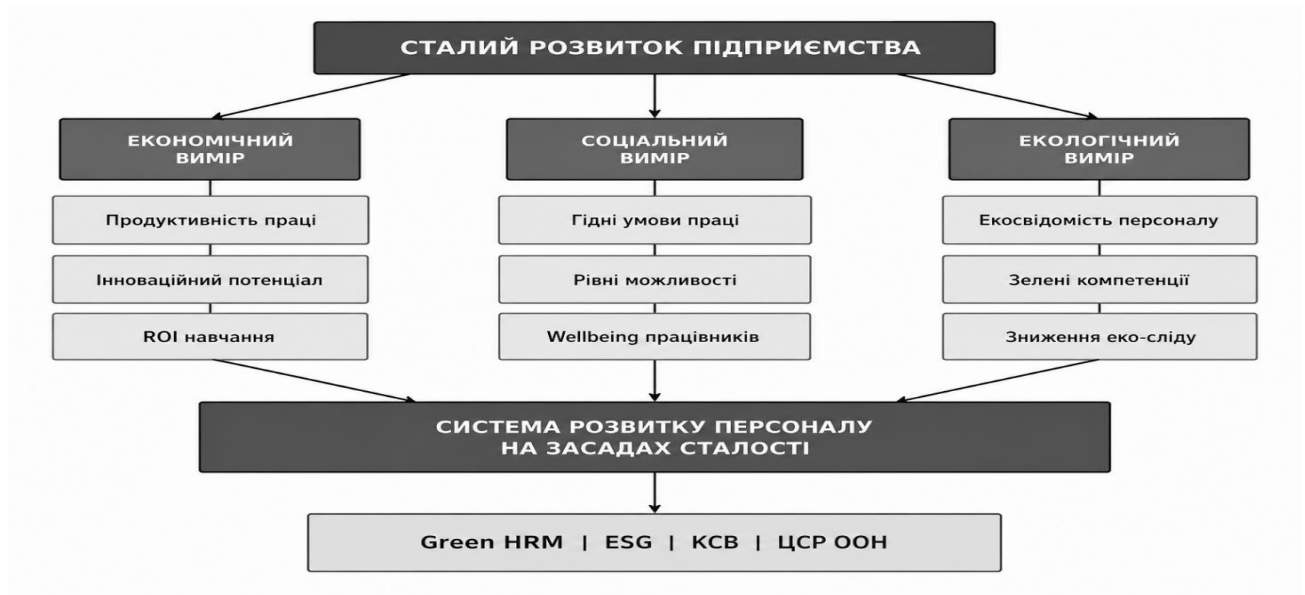 СТАЛИЙ РОЗВИТОК ПІДПРИЄМСТВА
ЕКОНОМІЧНИЙ
ВИМІР
Продуктивність праці
Інноваційний потенціал
ROI навчання
СОЦІАЛЬНИЙ
ВИМІР
Гідні умови праці
Рівні можливості
Wellbeing працівників
ЕКОЛОГІЧНИЙ
ВИМІР
Екосвідомість персоналу
Зелені компетенції
Зниження еко-сліду
СИСТЕМА РОЗВИТКУ ПЕРСОНАЛУ
НА ЗАСАДАХ СТАЛОСТІ
Green HRM | ESG | КСВ | ЦСР ООН